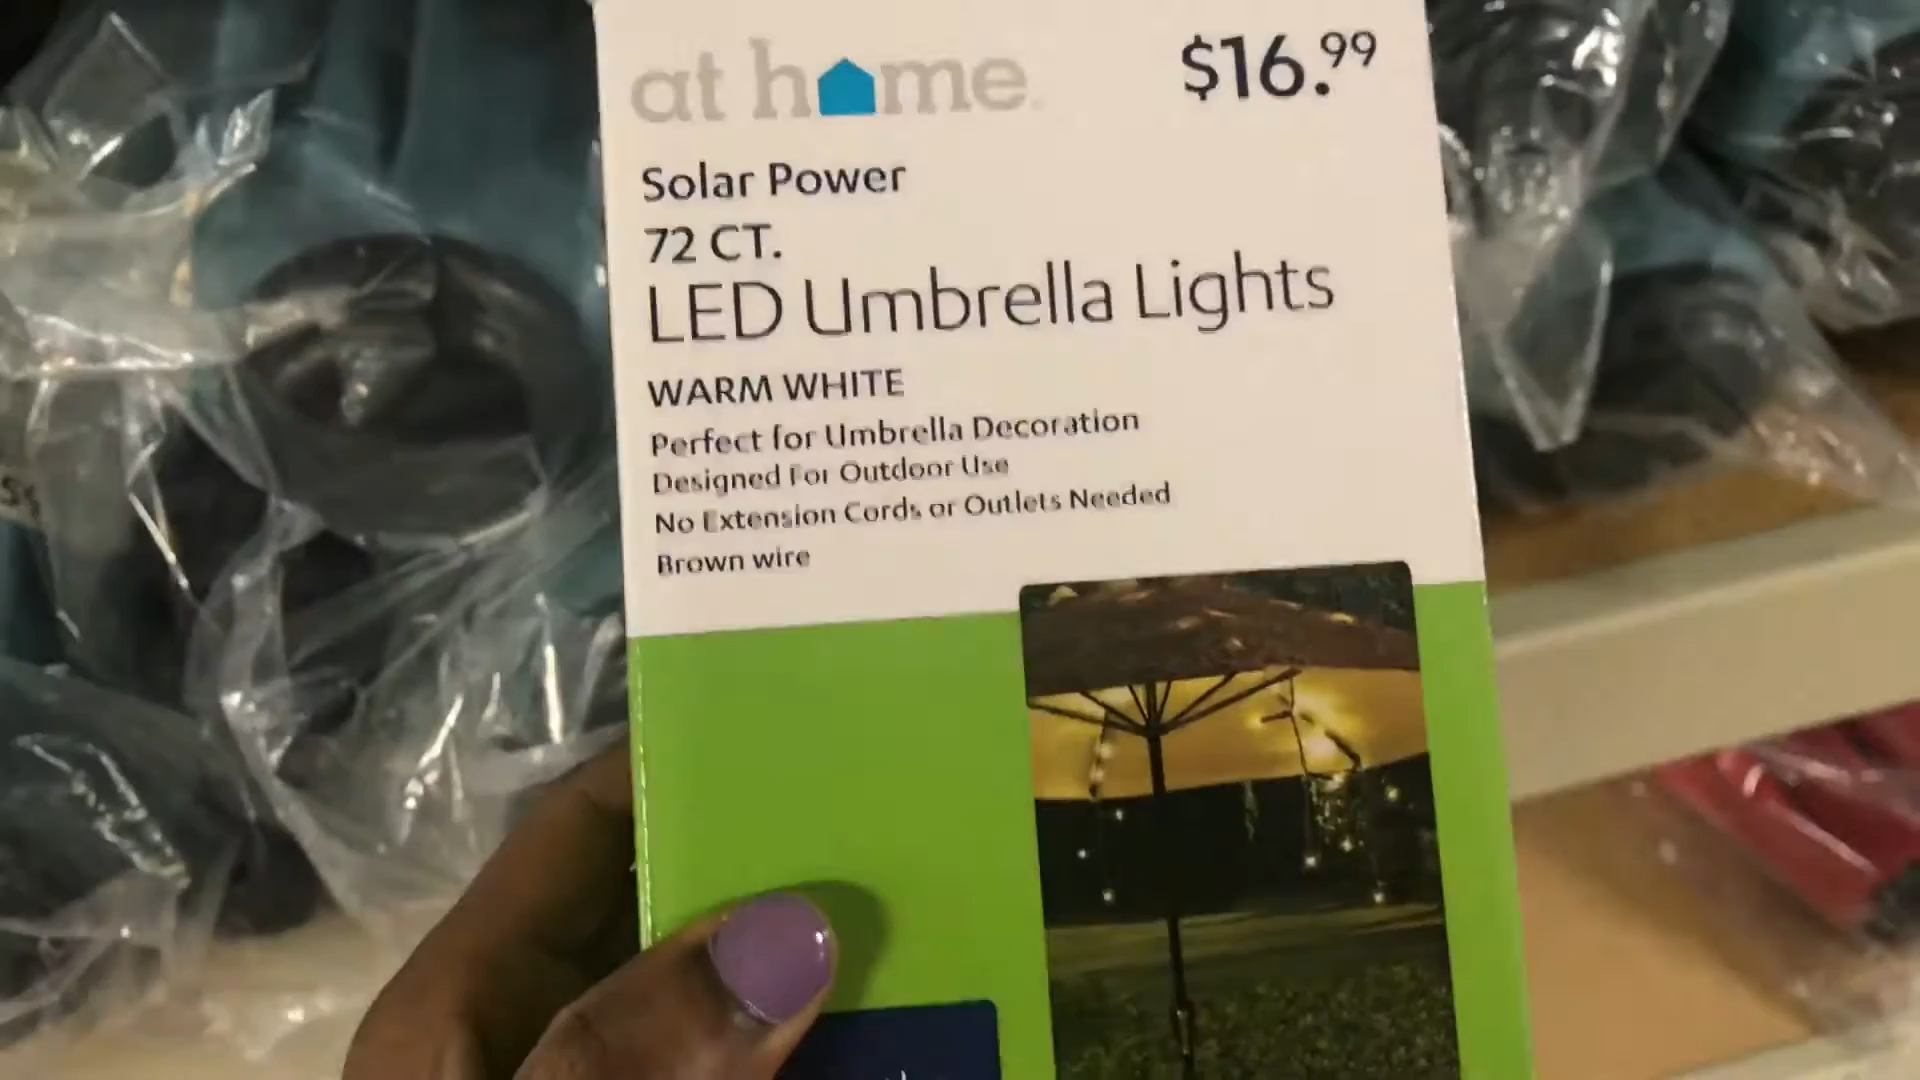 at home
$16.99
Solar Power
72 CT.
LED Umbrella Lights
WARM WHITE
Perfect for Umbrella Decoration
Designed For Outdoor Use
No Extension Cords or Outlets Needed
Brown wire